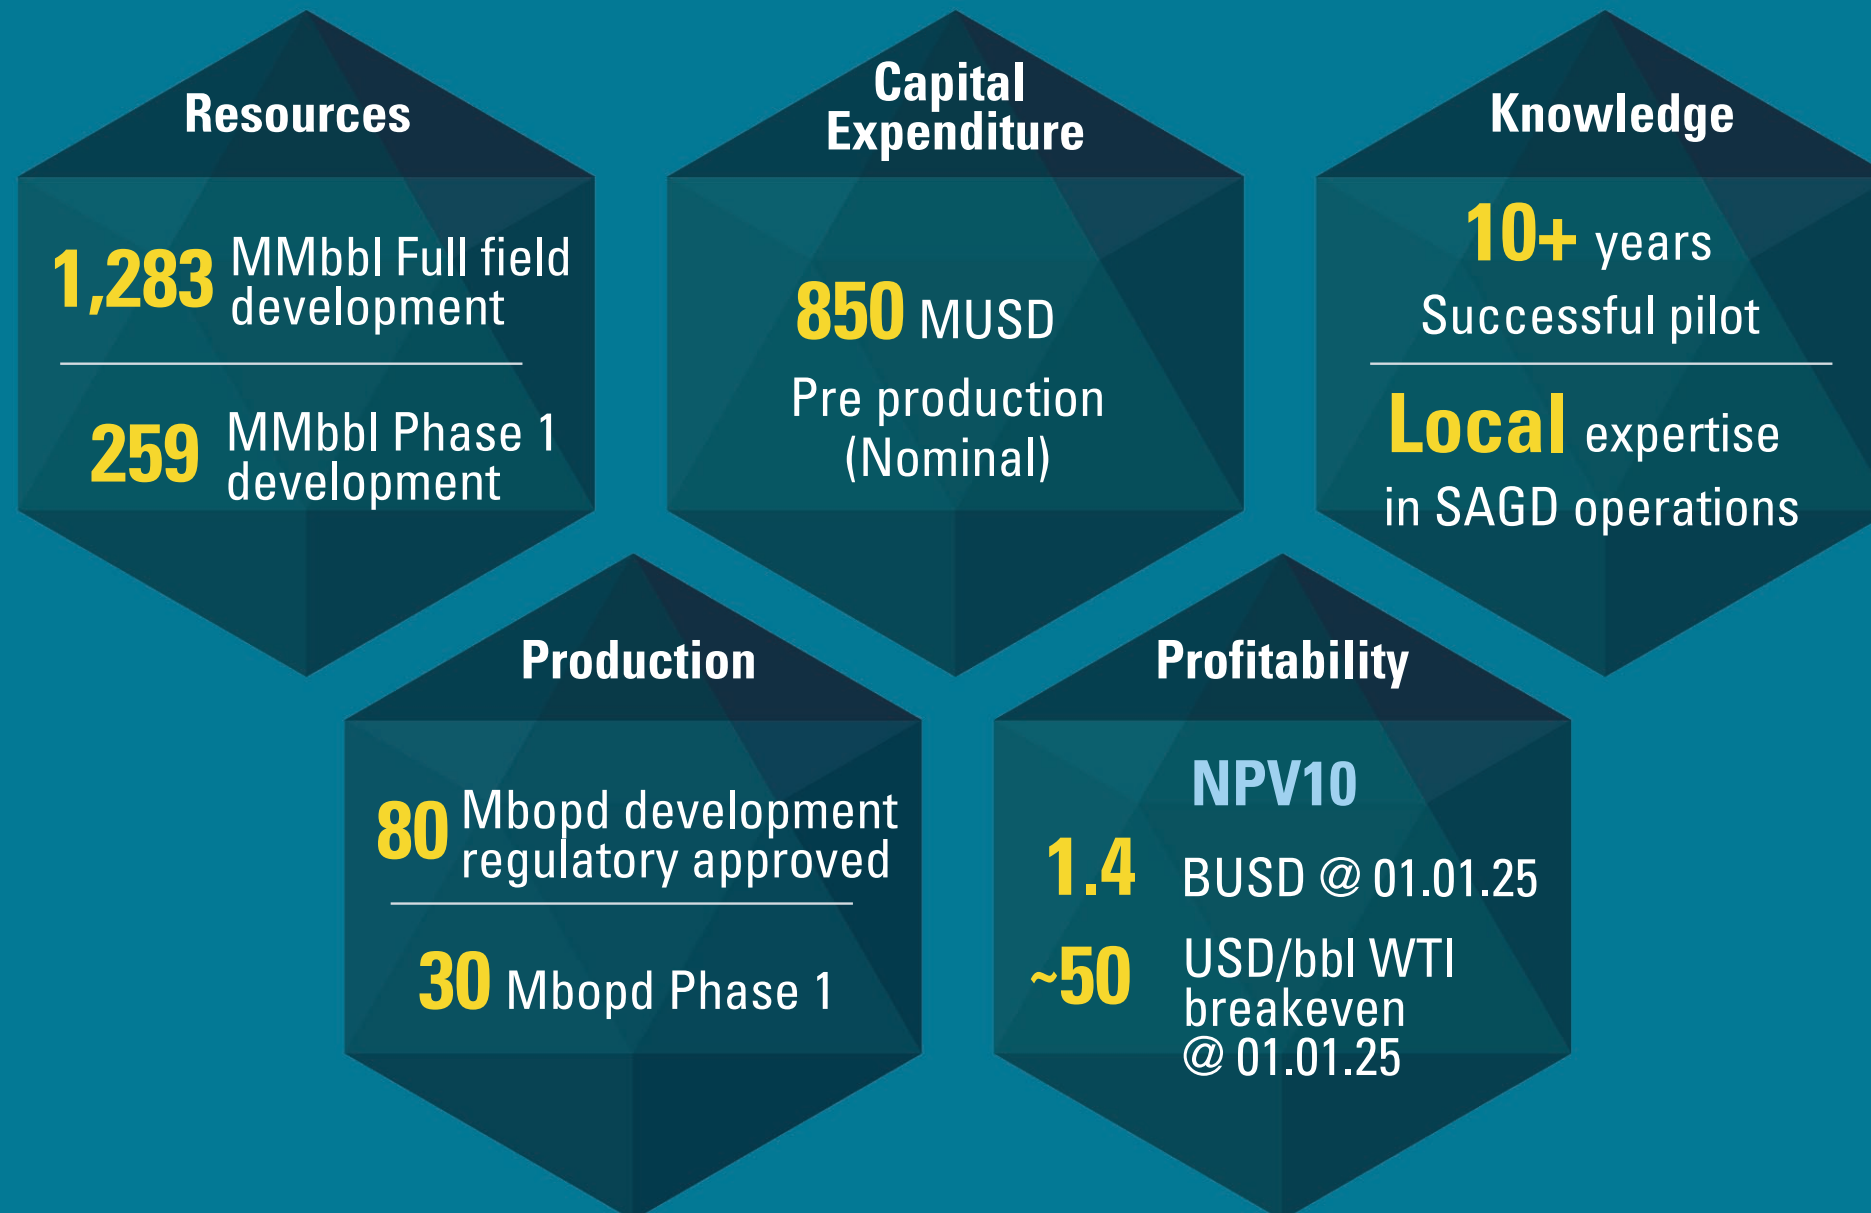 Resources
1,283 MMbbl Full field
development
259 MMbbl Phase 1
development
Capital
Expenditure
850 MUSD
Pre production
(Nominal)
Knowledge
10+ years
Successful pilot
Local expertise
in SAGD operations
Production
80 Mbopd development
regulatory approved
30 Mbopd Phase 1
Profitability
NPV10
1.4 BUSD @ 01.01.25
~50 USD/bbl WTI
breakeven
@ 01.01.25